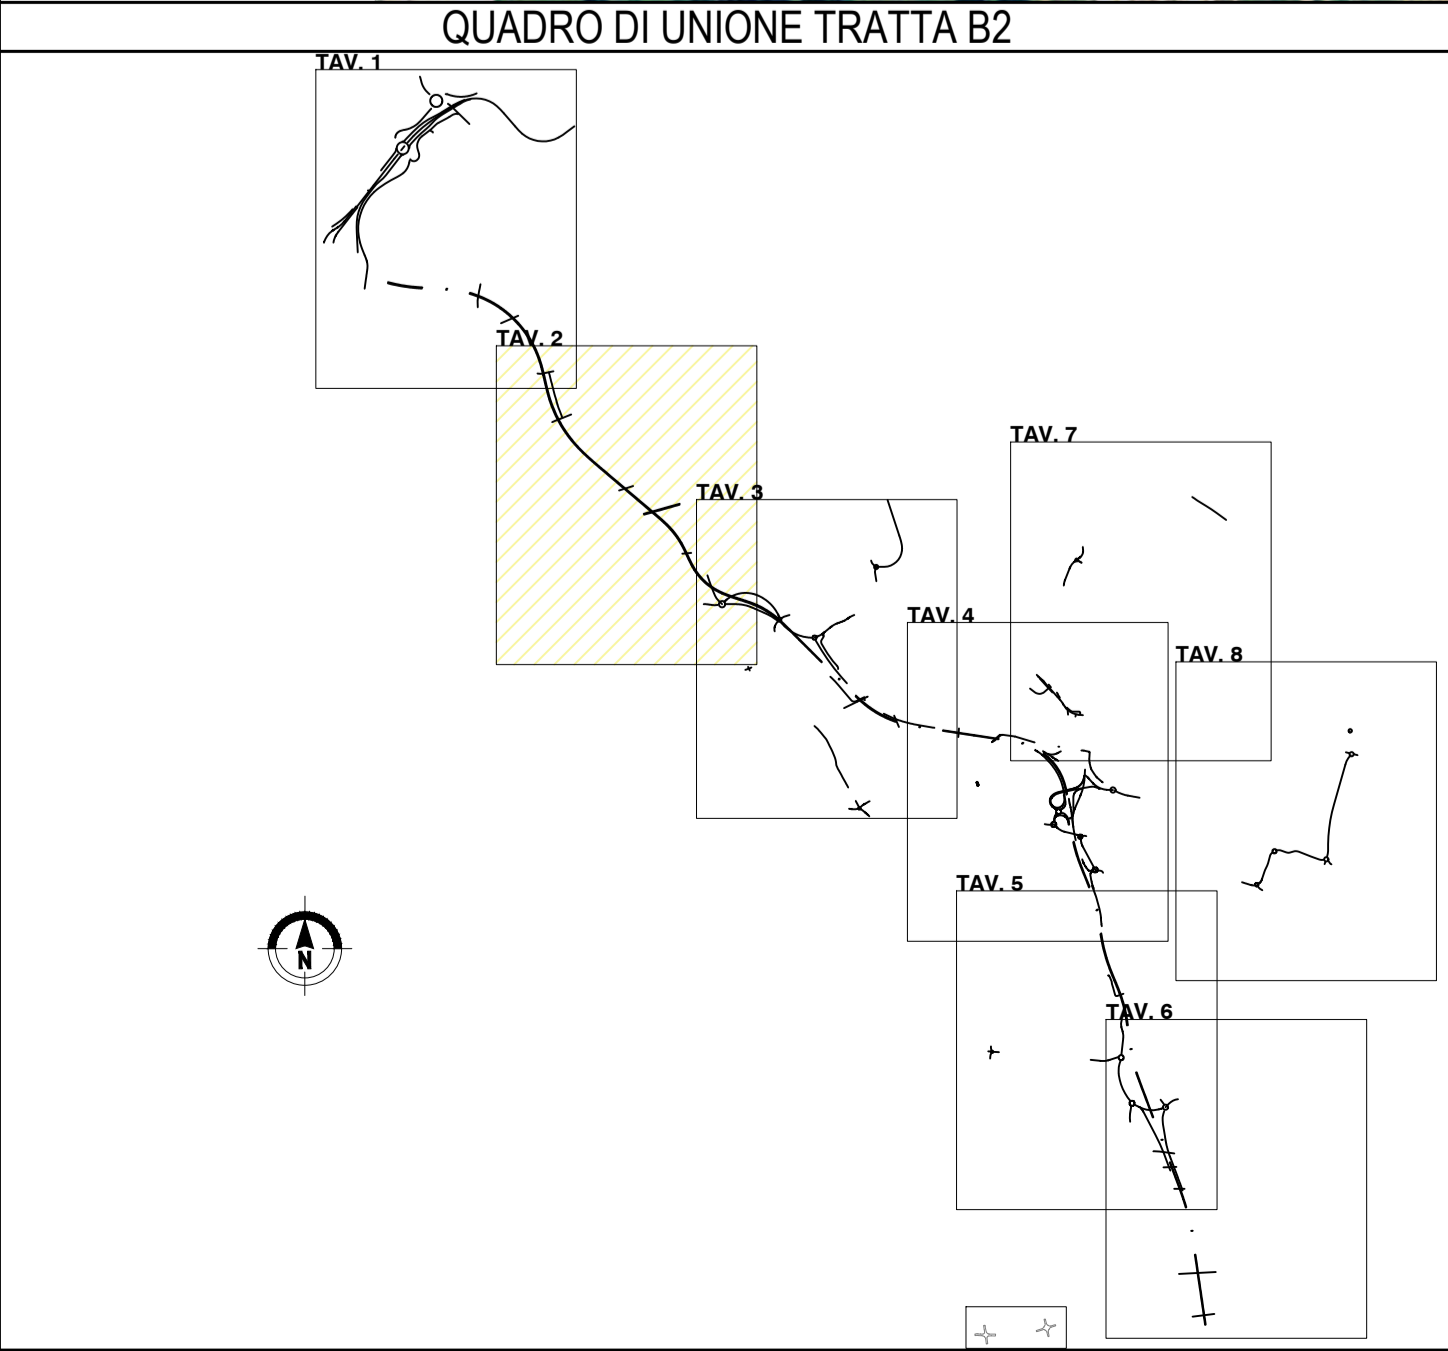 QUADRO DI UNIONE TRATTA B2
TAV. 1
TAV. 2
TAV. 7
TAV. 3
TAV. 4
TAV. 8
TAV. 5
N
TAV. 6